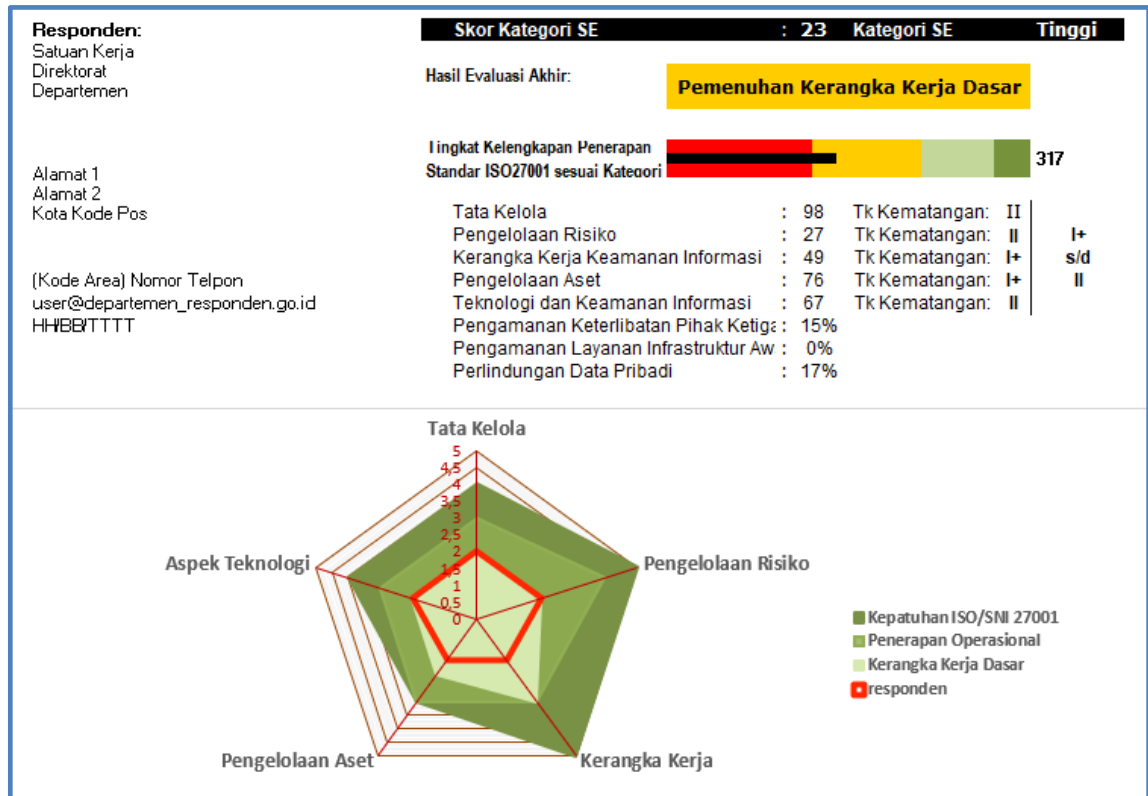 Responden:
Satuan Kerja
Direktorat
Departemen
Alamat 1
Alamat 2
Kota Kode Pos
(Kode Area) Nomor Telpon
user@departemen_responden.go.id
HH/BB/TTTT
Skor Kategori SE : 23 Kategori SE Tinggi
Hasil Evaluasi Akhir: Pemenuhan Kerangka Kerja Dasar
Tingkat Kelengkapan Penerapan
Standar ISO27001 sesuai Kategori 317
Tata Kelola : 98 Tk Kematangan: II
Pengelolaan Risiko : 27 Tk Kematangan: II I+
Kerangka Kerja Keamanan Informasi : 49 Tk Kematangan: I+ s/d
Pengelolaan Aset : 76 Tk Kematangan: I+ II
Teknologi dan Keamanan Informasi : 67 Tk Kematangan: II
Pengamanan Keterlibatan Pihak Ketiga : 15%
Pengamanan Layanan Infrastruktur Aw : 0%
Perlindungan Data Pribadi : 17%
Tata Kelola
5
4,5
4
3,5
3
2,5
2
1,5
1
0,5
0
Aspek Teknologi
Pengelolaan Risiko
Pengelolaan Aset
Kerangka Kerja
Kepatuhan ISO/SNI 27001
Penerapan Operasional
Kerangka Kerja Dasar
responden